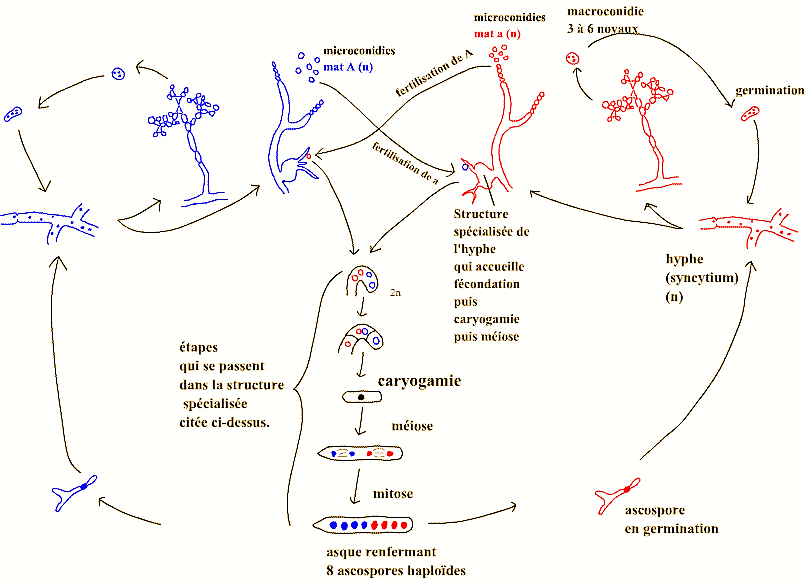 microconidies
mat A (n)
microconidies
mat a (n)
macroconidie
3 à 6 noyaux
germination
fertilisation de A
fertilisation de a
Structure
spécialisée de
l'hyphe
qui accueille
fécondation
puis
caryogamie
puis méiose
hyphe
(syncytium)
(n)
2n
étapes
qui se passent
dans la structure
spécialisée
citée ci-dessus.
caryogamie
méiose
mitose
asque renfermant
8 ascospores haploïdes
ascospore
en germination